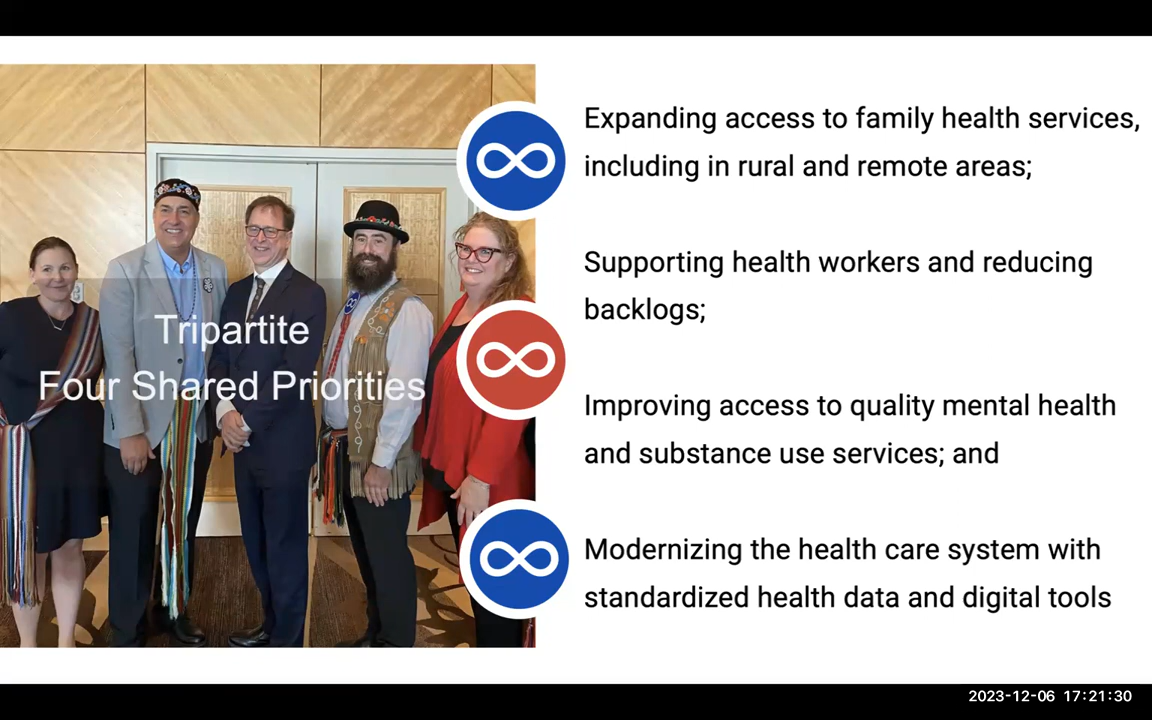 Tripartite
Four Shared Priorities
Expanding access to family health services,
including in rural and remote areas;
Supporting health workers and reducing
backlogs;
Improving access to quality mental health
and substance use services; and
Modernizing the health care system with
standardized health data and digital tools
2023-12-06 17:21:30